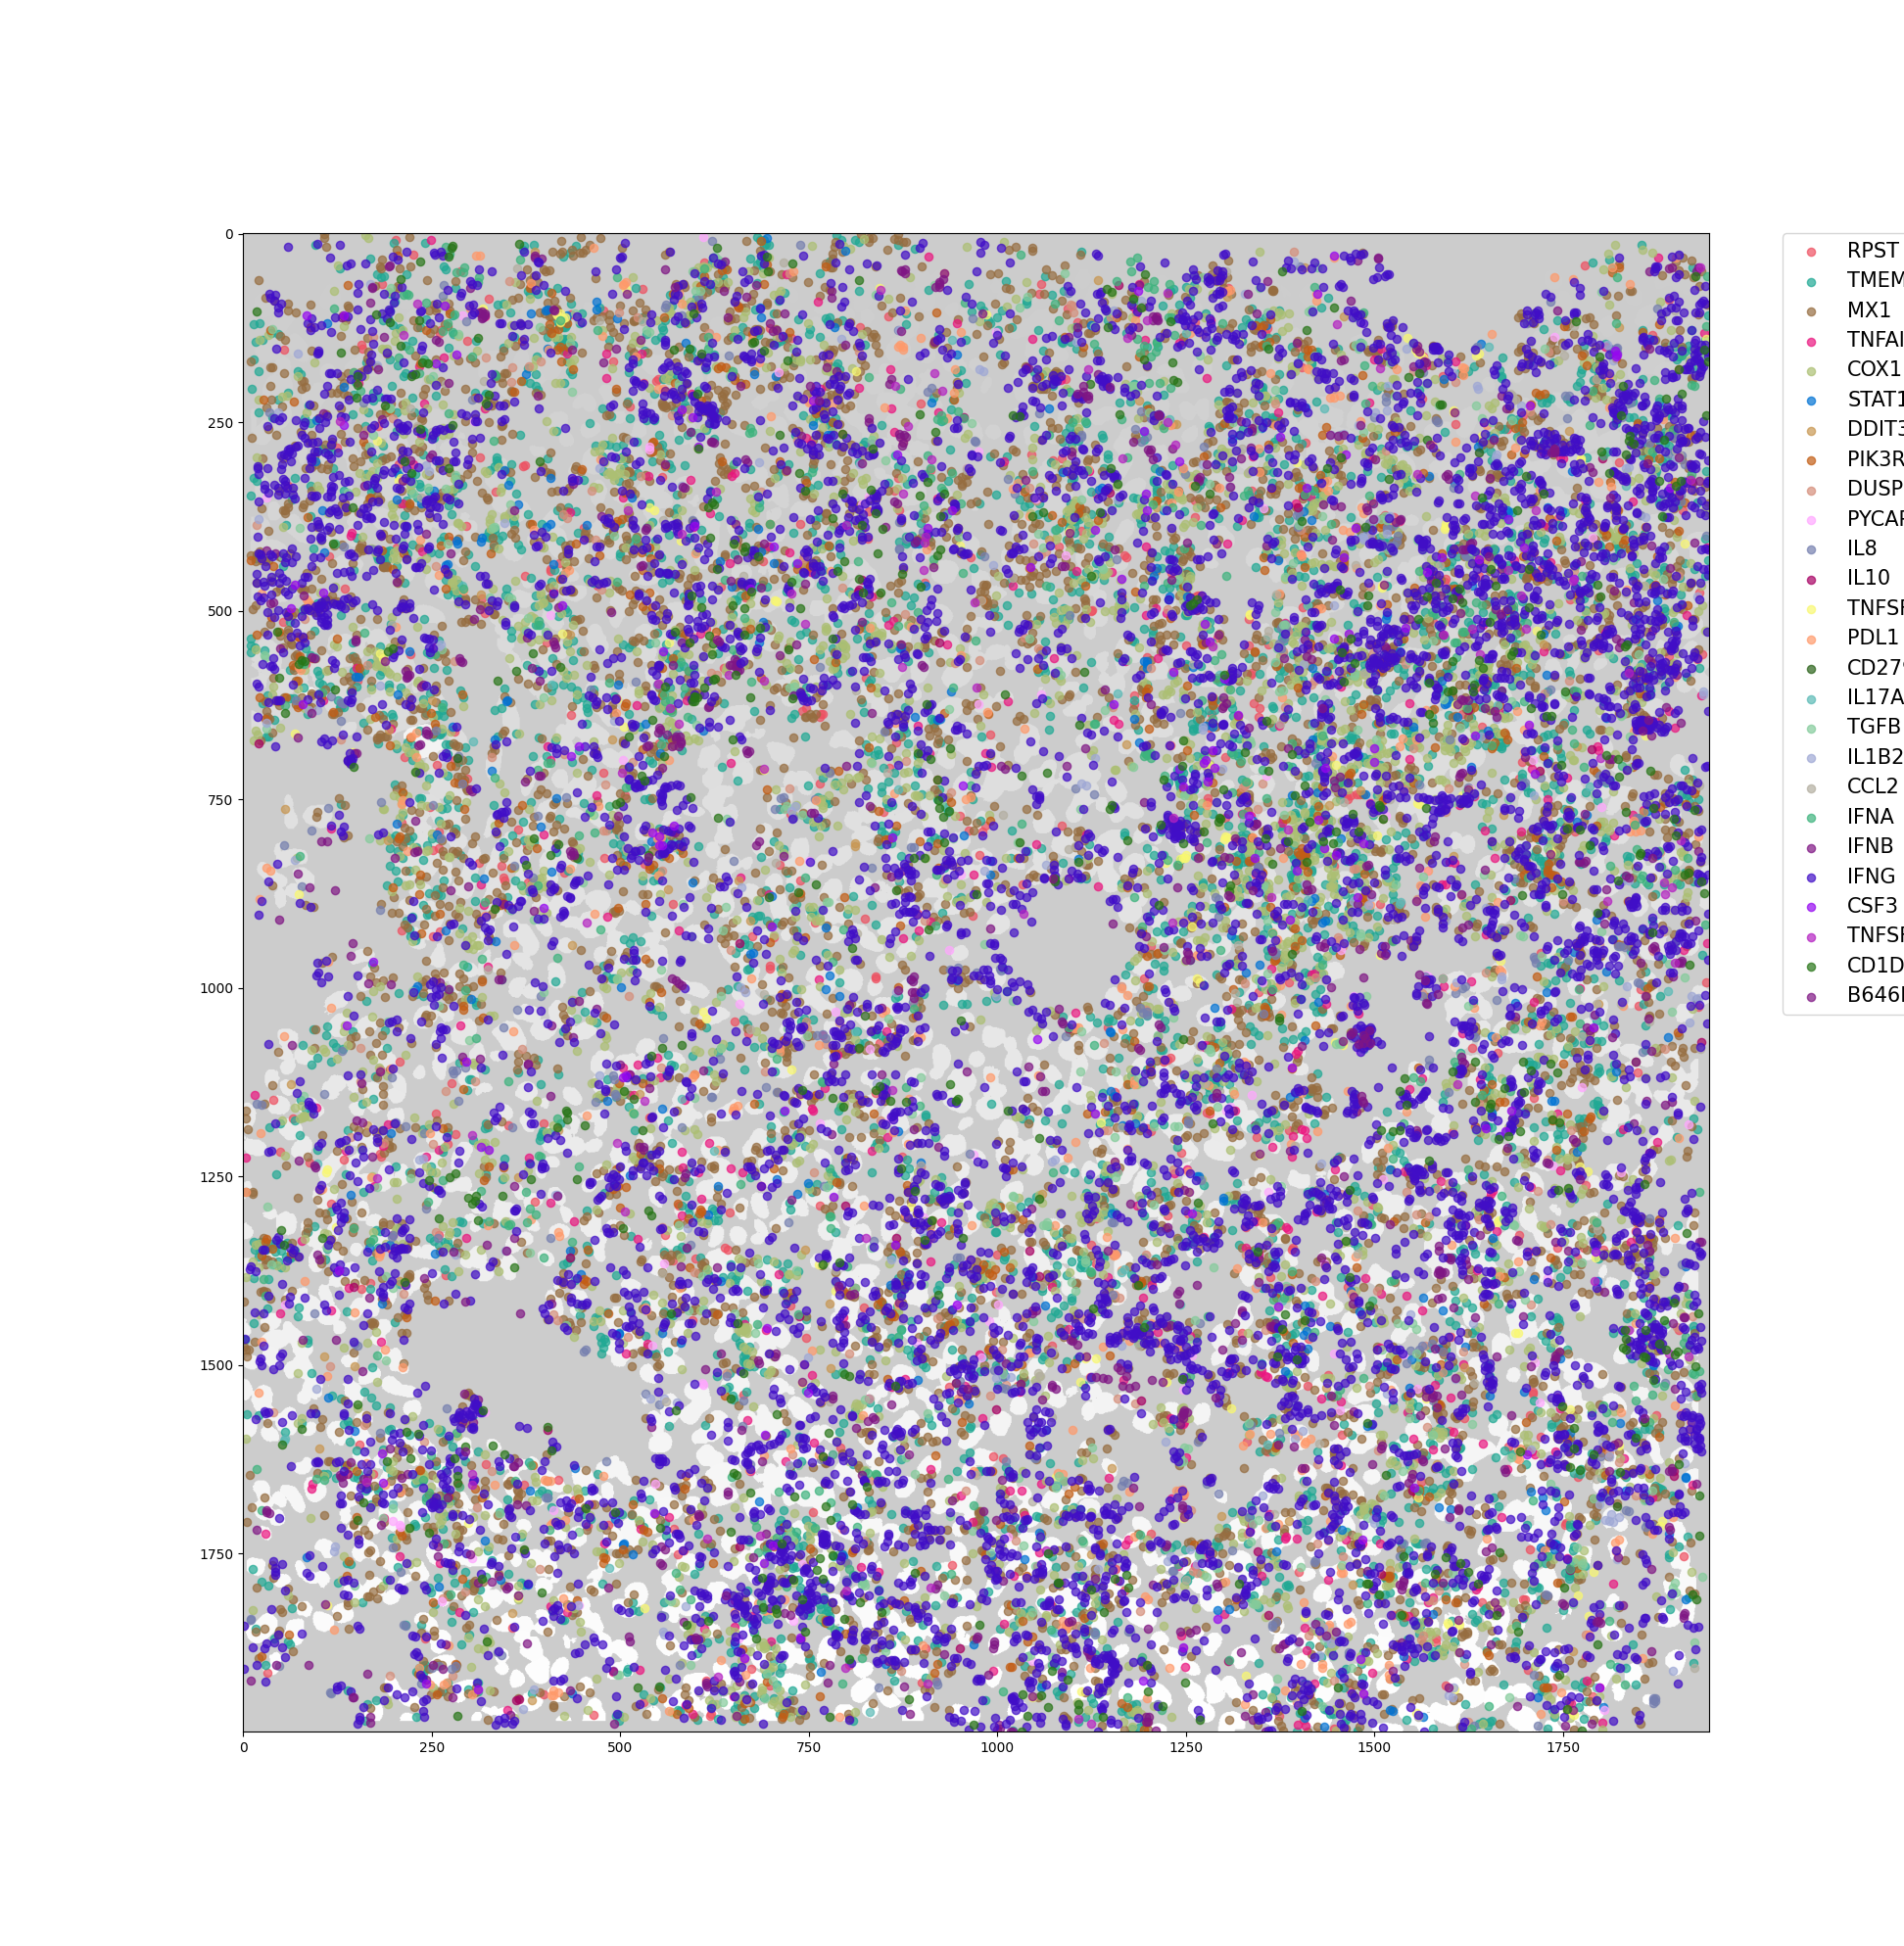 0
250
500
750
1000
1250
1500
1750
0 250 500 750 1000 1250 1500 1750
RPST
TMEM
MX1
TNFAI
COX1
STAT1
DDIT3
PIK3R
DUSP
PYCAR
IL8
IL10
TNFSF
PDL1
CD279
IL17A
TGFB
IL1B2
CCL2
IFNA
IFNB
IFNG
CSF3
TNFSF
CD1D
B646L